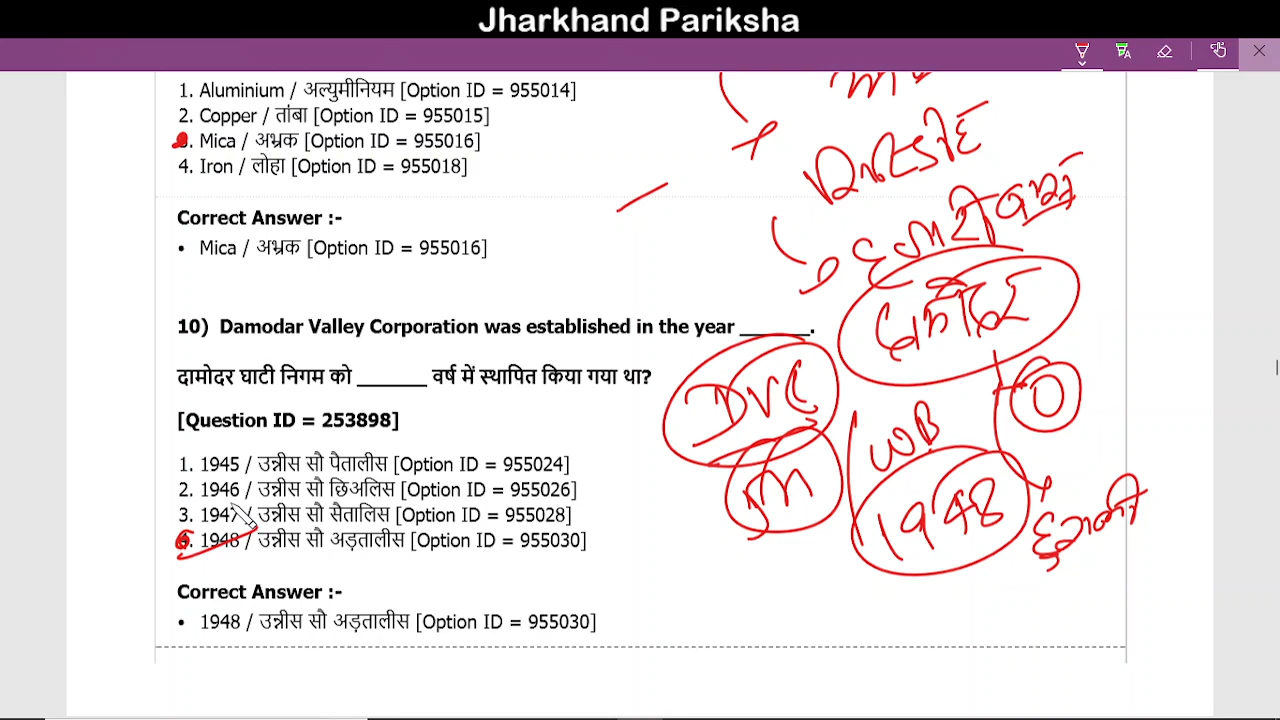 Jharkhand Pariksha
1. Aluminium / अल्युमीनियम [Option ID = 955014]
2. Copper / तांबा [Option ID = 955015]
3. Mica / अभ्रक [Option ID = 955016]
4. Iron / लोहा [Option ID = 955018]
Correct Answer :-
• Mica / अभ्रक [Option ID = 955016]
10) Damodar Valley Corporation was established in the year _______.
दामोदर घाटी निगम को _______ वर्ष में स्थापित किया गया था?
[Question ID = 253898]
1. 1945 / उन्नीस सौ पैतालीस [Option ID = 955024]
2. 1946 / उन्नीस सौ छिअलिस [Option ID = 955026]
3. 1947 / उन्नीस सौ सैतालिस [Option ID = 955028]
4. 1948 / उन्नीस सौ अड़तालीस [Option ID = 955030]
Correct Answer :-
• 1948 / उन्नीस सौ अड़तालीस [Option ID = 955030]
DVC
WB
1948